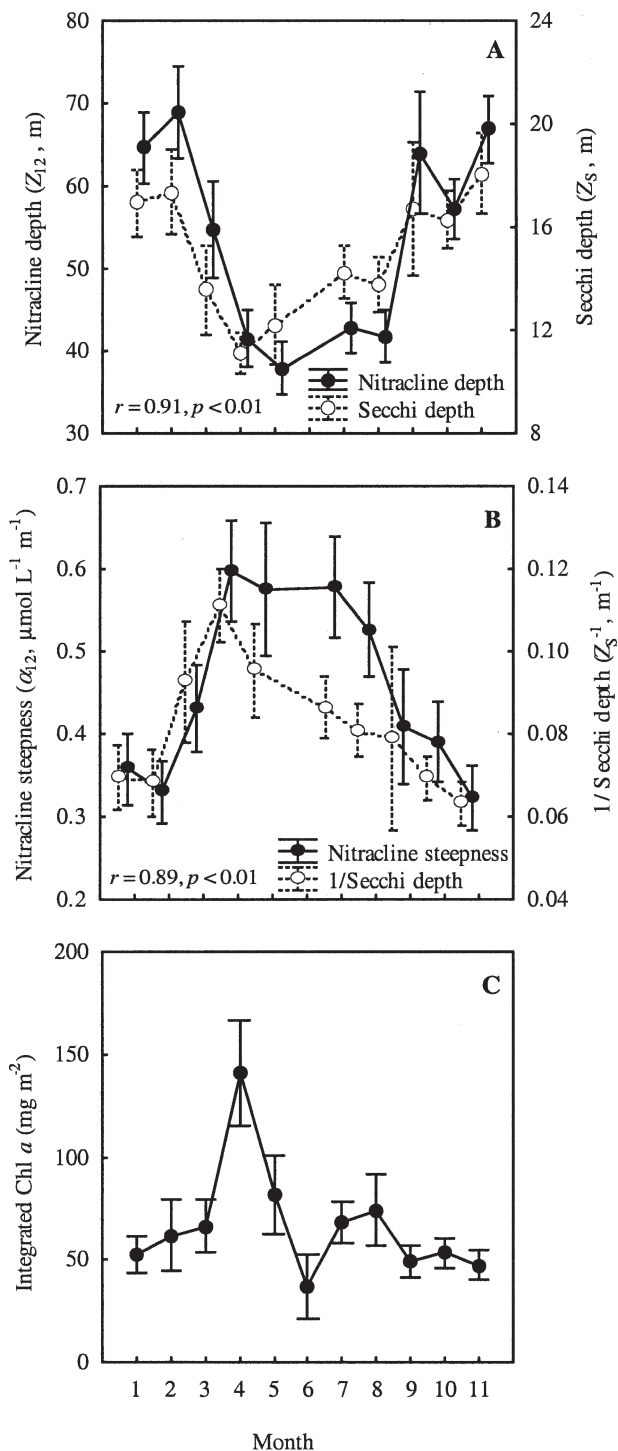 A
80
70
60
50
40
30
Nitracline depth (Z12, m)
24
20
16
12
8
Secchi depth (ZS, m)
Nitracline depth
Secchi depth
r = 0.91, p < 0.01
B
0.7
0.6
0.5
0.4
0.3
0.2
Nitracline steepness (α12, µmol L-1 m-1)
0.14
0.12
0.10
0.08
0.06
0.04
1/Secchi depth (ZS-1, m-1)
Nitracline steepness
1/Secchi depth
r = 0.89, p < 0.01
C
200
150
100
50
0
Integrated Chl a (mg m-2)
1 2 3 4 5 6 7 8 9 10 11
Month